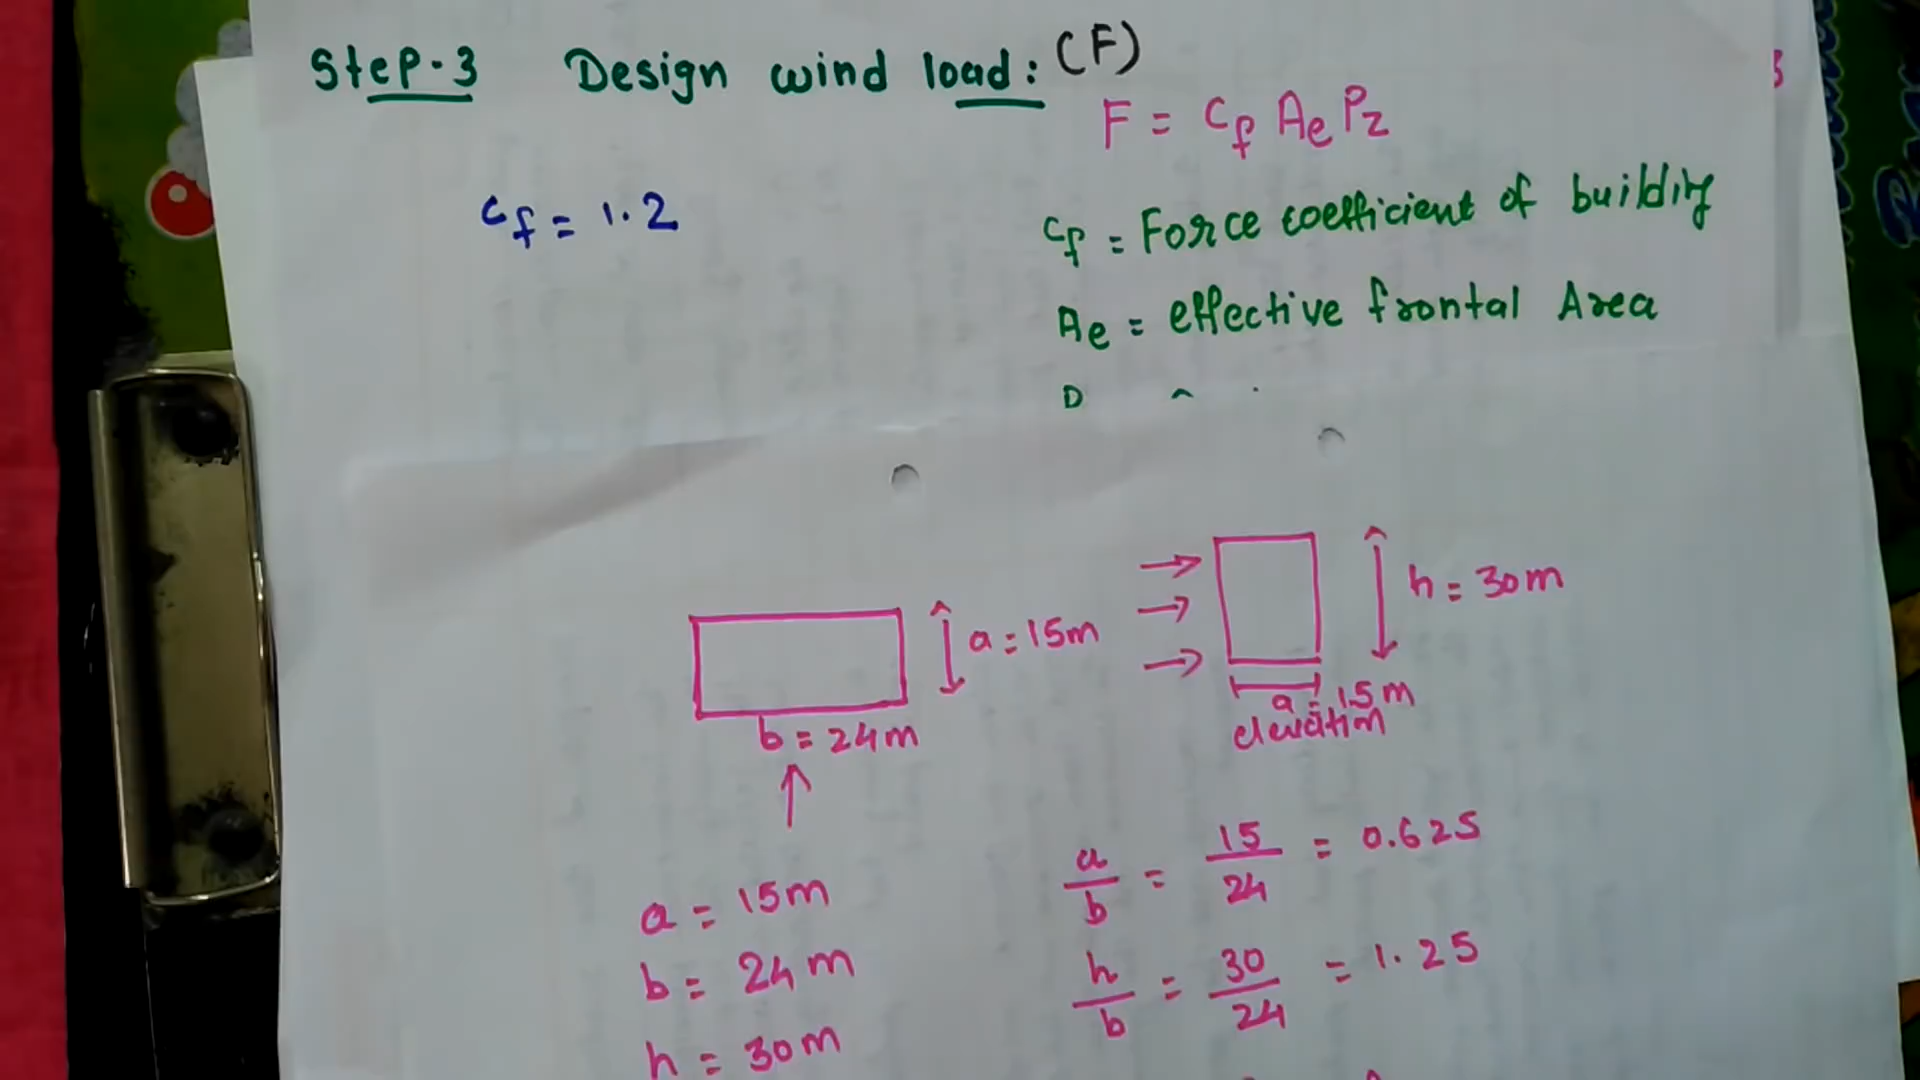 Step-3 Design wind load: (F)
F = Cf Ae Pz
Cf = 1.2
Cf = Force coefficient of building
Ae = effective frontal Area
a = 15m
b = 24m
h = 30m
a = 15m
elevation
a = 15m
b = 24m
h = 30m
a/b = 15/24 = 0.625
h/b = 30/24 = 1.25